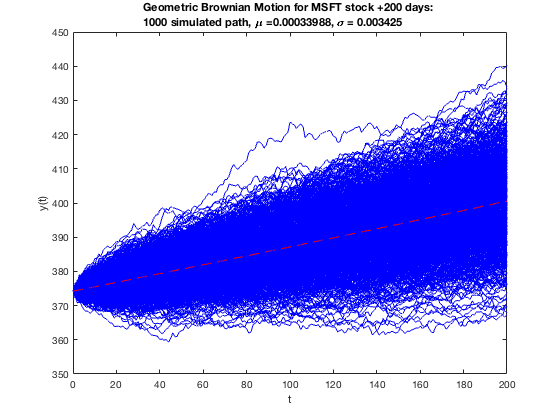 Geometric Brownian Motion for MSFT stock +200 days:
1000 simulated path, μ =0.00033988, σ = 0.003425
450
440
430
420
410
400
390
380
370
360
350
y(t)
0 20 40 60 80 100 120 140 160 180 200
t